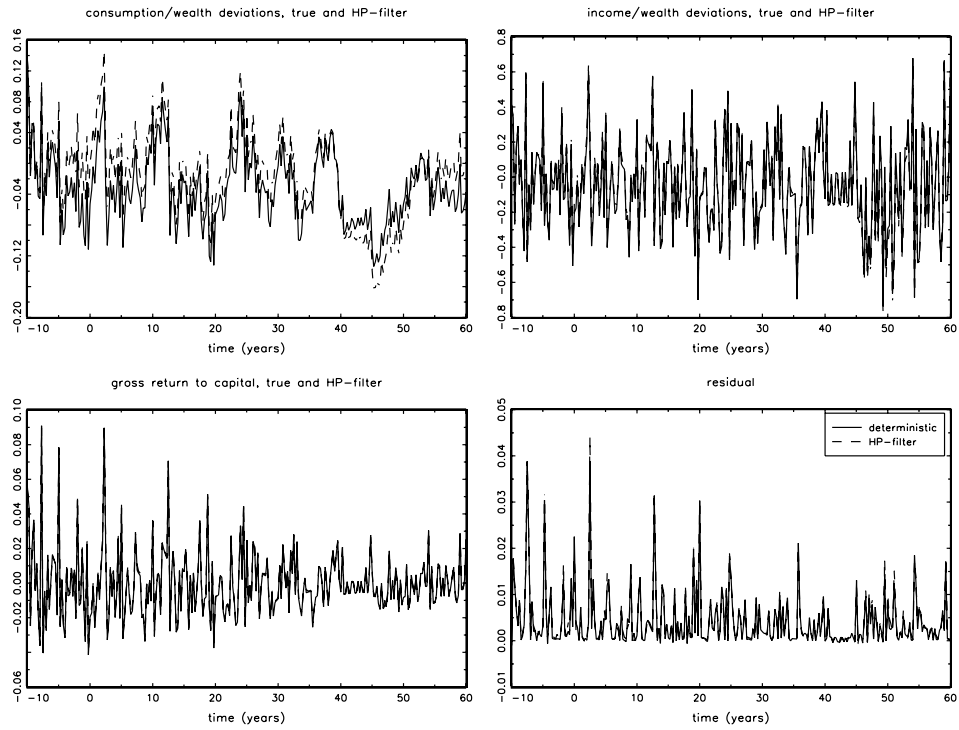 consumption/wealth deviations, true and HP-filter
0.16
0.12
0.08
0.04
-0.04
-0.12
-0.20
-10 0 10 20 30 40 50 60
time (years)
income/wealth deviations, true and HP-filter
0.8
0.6
0.4
0.2
-0.0
-0.2
-0.4
-0.6
-0.8
-10 0 10 20 30 40 50 60
time (years)
gross return to capital, true and HP-filter
0.10
0.08
0.06
0.04
0.02
-0.00
-0.02
-0.06
-10 0 10 20 30 40 50 60
time (years)
residual
0.05
0.04
0.03
0.02
0.01
0.00
-0.01
-10 0 10 20 30 40 50 60
time (years)
deterministic
HP-filter